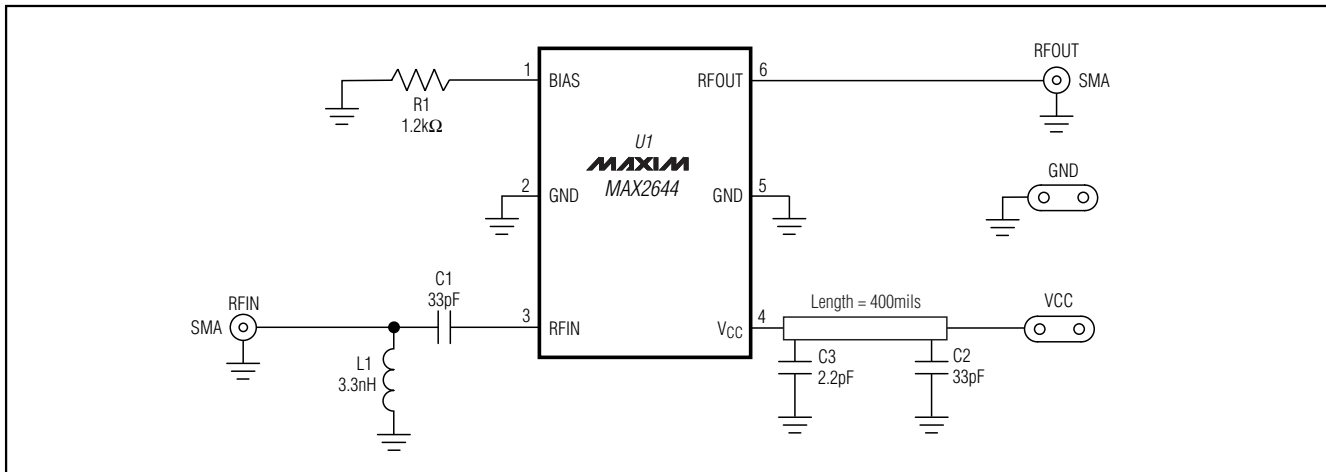 1
BIAS
R1
1.2kΩ
U1
MAXIM
MAX2644
RFOUT
6
RFOUT
SMA
2
GND
GND
5
GND
C1
33pF
RFIN
SMA
3
RFIN
L1
3.3nH
VCC
4
Length = 400mils
VCC
C3
2.2pF
C2
33pF